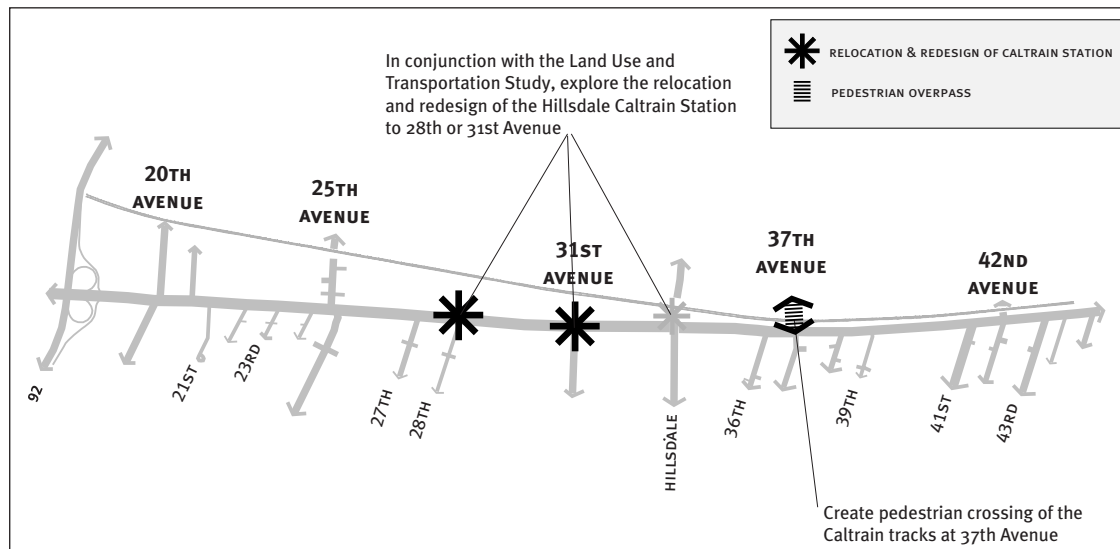 In conjunction with the Land Use and
Transportation Study, explore the relocation
and redesign of the Hillsdale Caltrain Station
to 28th or 31st Avenue
RELOCATION & REDESIGN OF CALTRAIN STATION
PEDESTRIAN OVERPASS
20TH
AVENUE
25TH
AVENUE
31ST
AVENUE
37TH
AVENUE
42ND
AVENUE
92
21ST
23RD
27TH
28TH
HILLSDALE
36TH
39TH
41ST
43RD
Create pedestrian crossing of the
Caltrain tracks at 37th Avenue